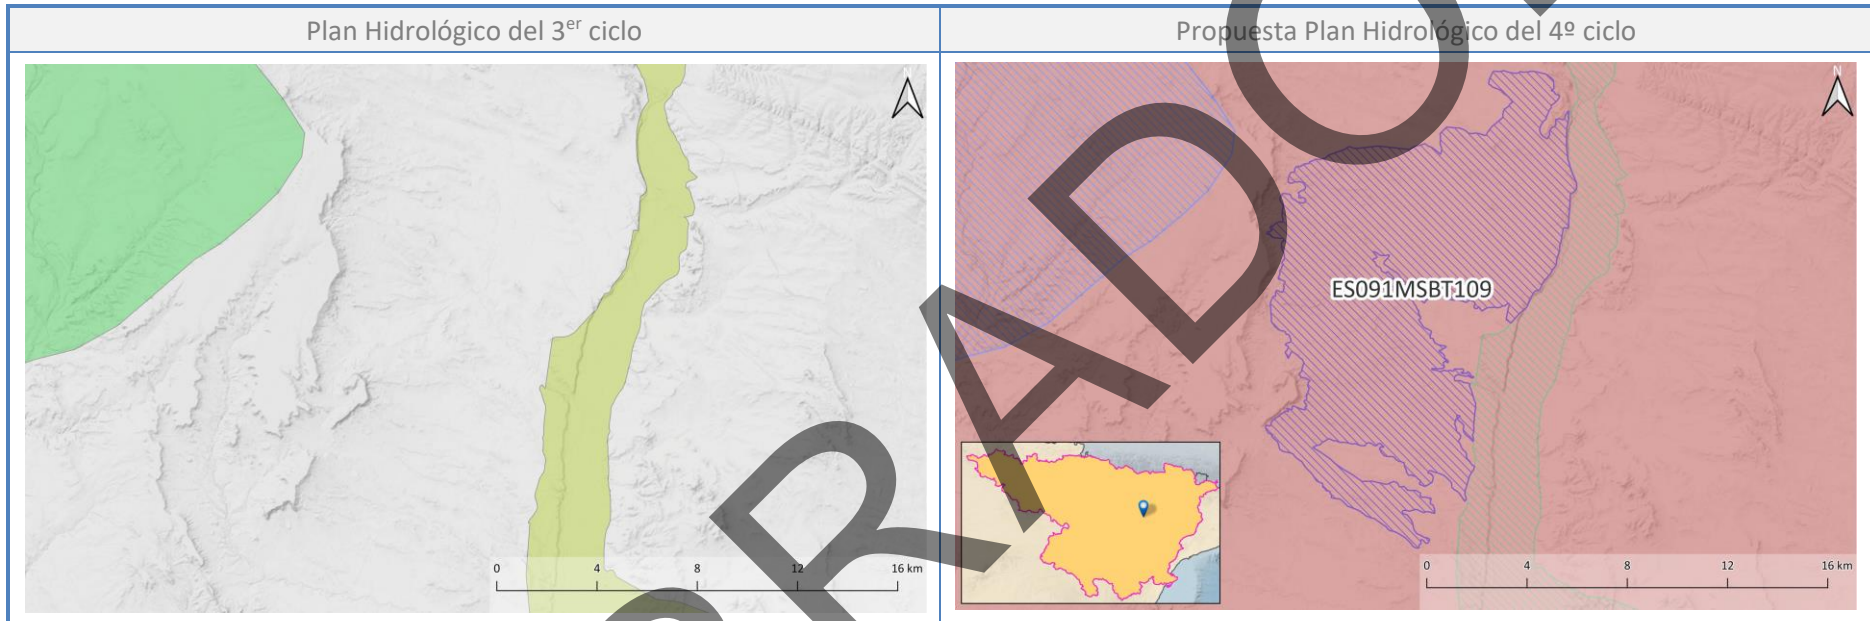 Plan Hidrológico del 3er ciclo
Propuesta Plan Hidrológico del 4º ciclo
N
ES091MSBT109
0 4 8 12 16 km
0 4 8 12 16 km
RADO